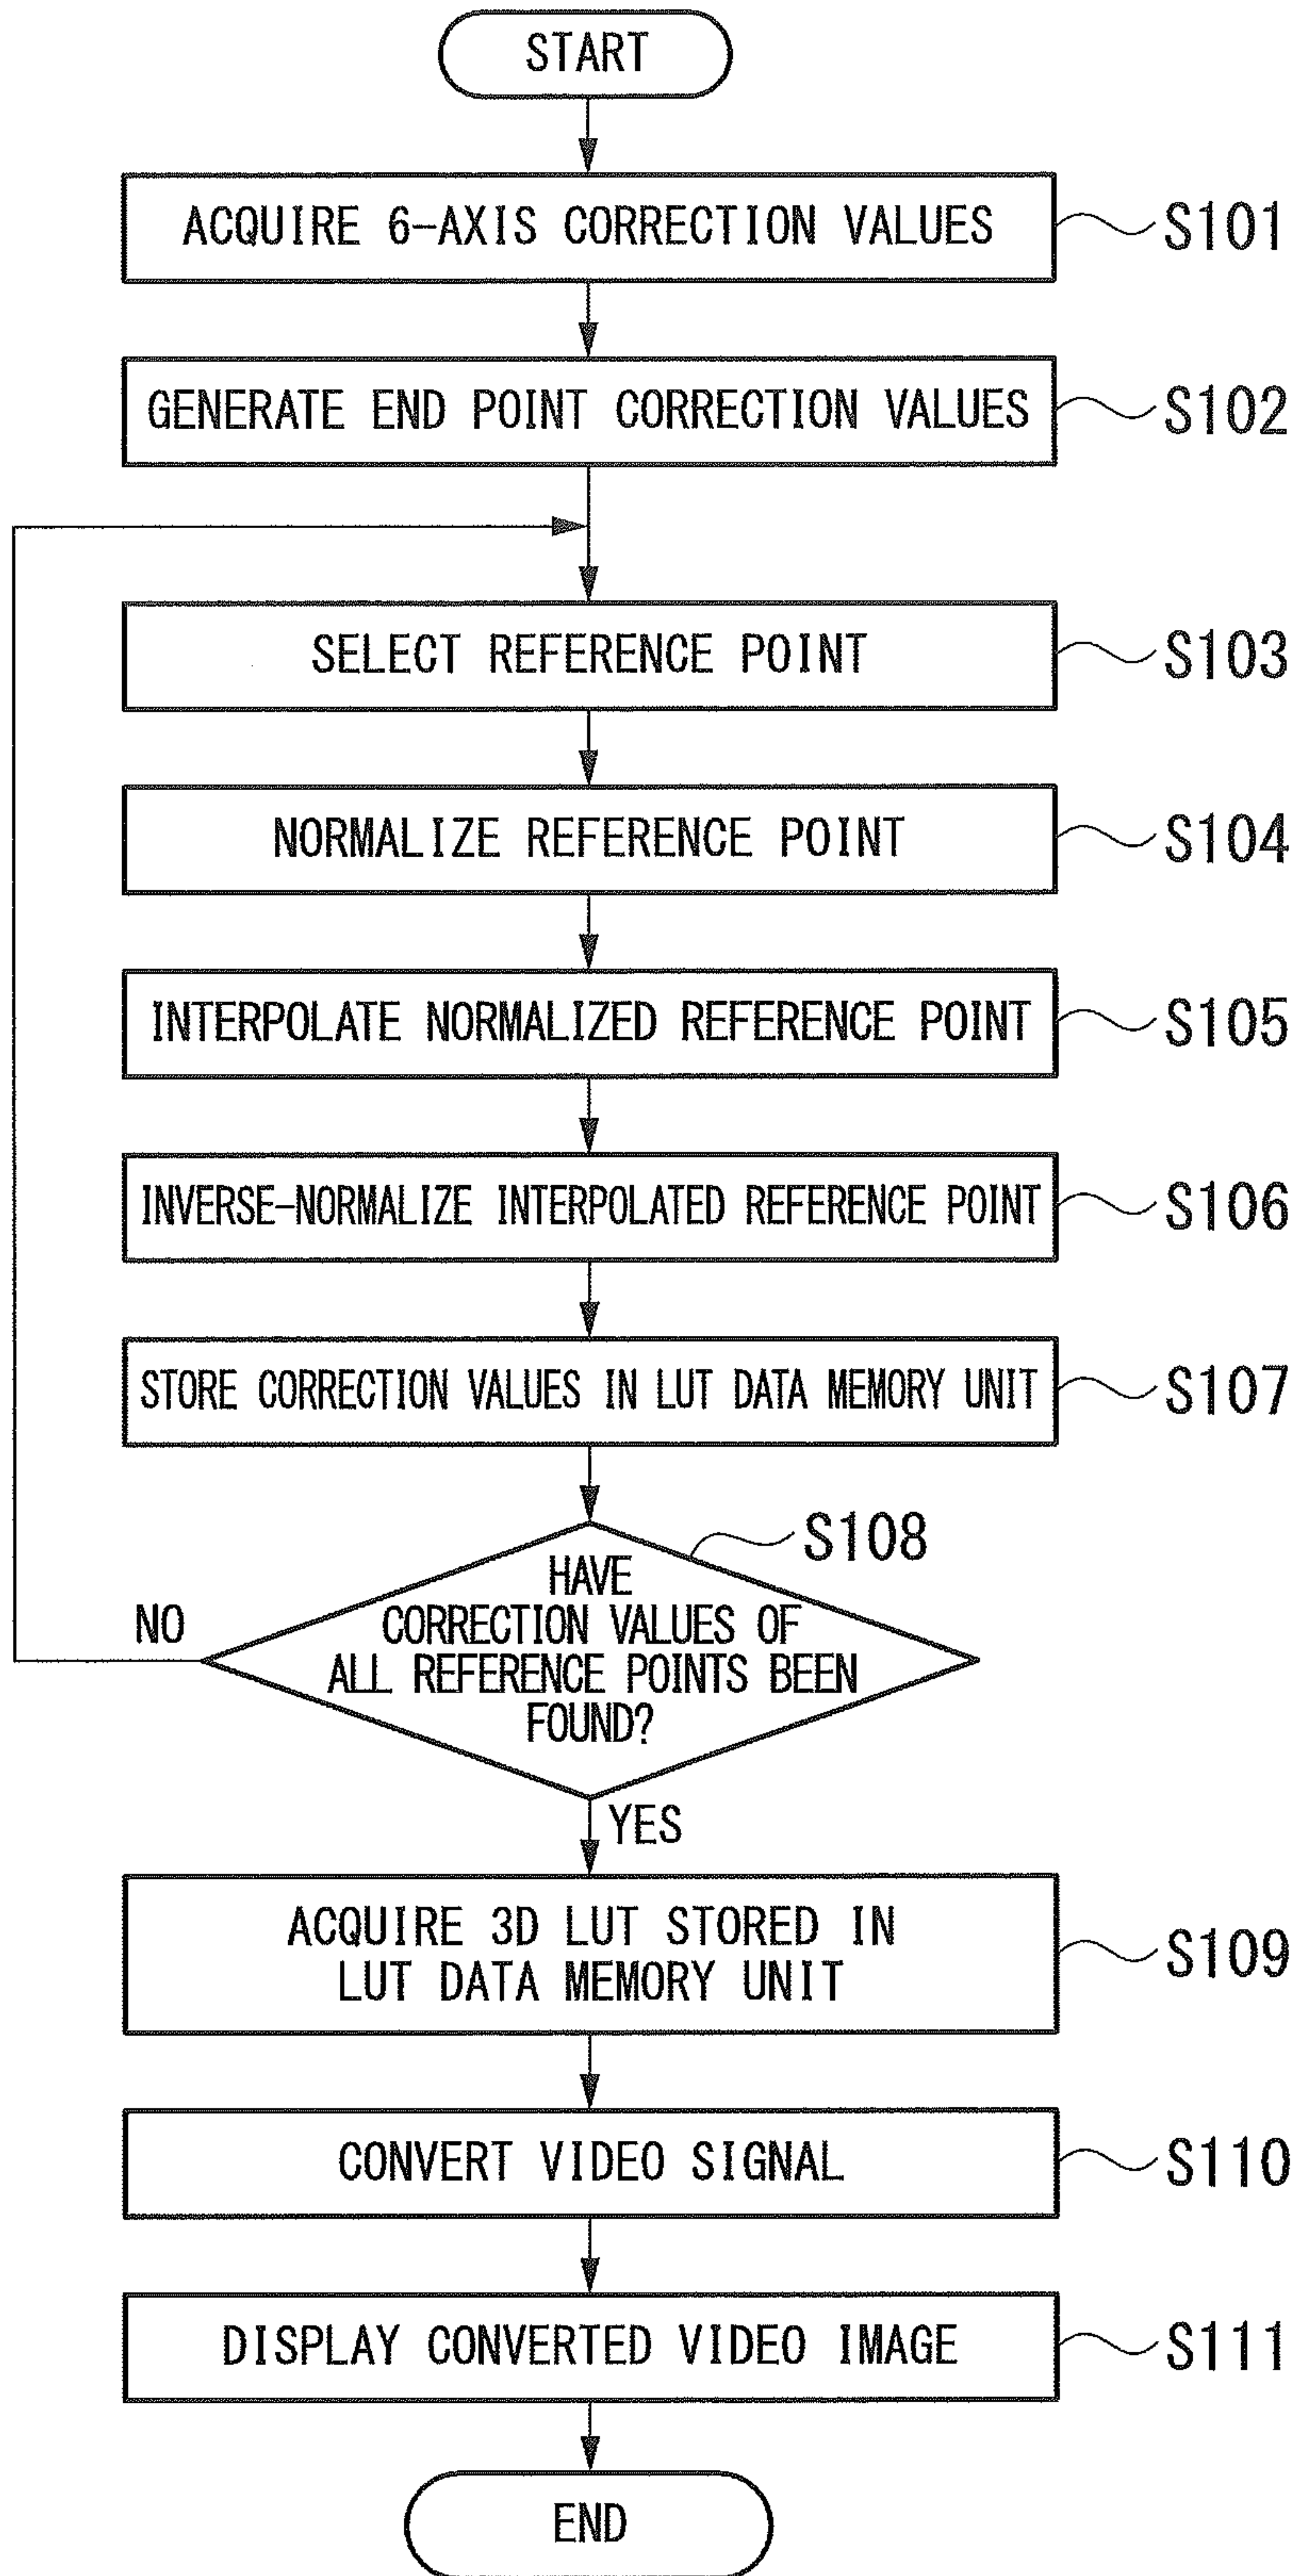 START
ACQUIRE 6-AXIS CORRECTION VALUES
S101
GENERATE END POINT CORRECTION VALUES
S102
SELECT REFERENCE POINT
S103
NORMALIZE REFERENCE POINT
S104
INTERPOLATE NORMALIZED REFERENCE POINT
S105
INVERSE-NORMALIZE INTERPOLATED REFERENCE POINT
S106
STORE CORRECTION VALUES IN LUT DATA MEMORY UNIT
S107
S108
HAVE
CORRECTION VALUES OF
ALL REFERENCE POINTS BEEN
FOUND?
NO
YES
ACQUIRE 3D LUT STORED IN
LUT DATA MEMORY UNIT
S109
CONVERT VIDEO SIGNAL
S110
DISPLAY CONVERTED VIDEO IMAGE
S111
END